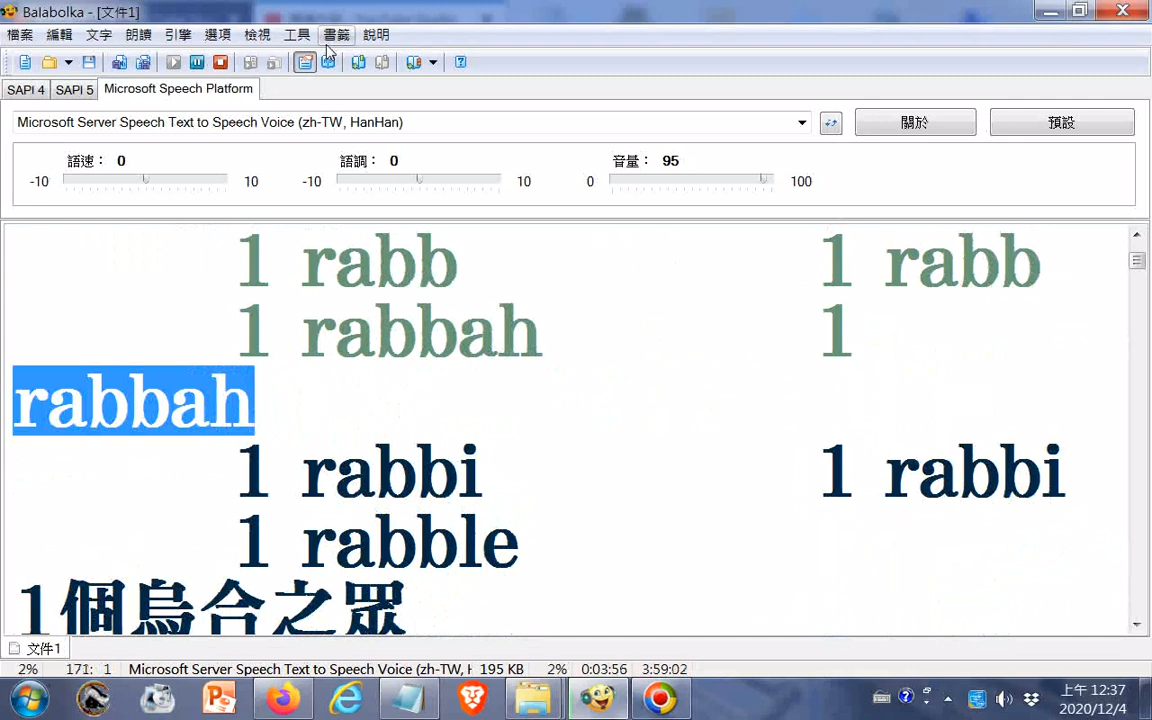 Balabolka - [文件1]
檔案 編輯 文字 朗讀 引擎 選項 檢視 工具 書籤 說明
SAPI 4 SAPI 5 Microsoft Speech Platform
Microsoft Server Speech Text to Speech Voice (zh-TW, HanHan) 關於 預設
語速： 0 語調： 0 音量： 95
-10 10 -10 10 0 100
1 rabb 1 rabb
1 rabbah 1
rabbah
1 rabbi 1 rabbi
1 rabble
1個烏合之眾
文件1
2% 171: 1 Microsoft Server Speech Text to Speech Voice (zh-TW, 195 KB 2% 0:03:56 3:59:02
上午 12:37
2020/12/4